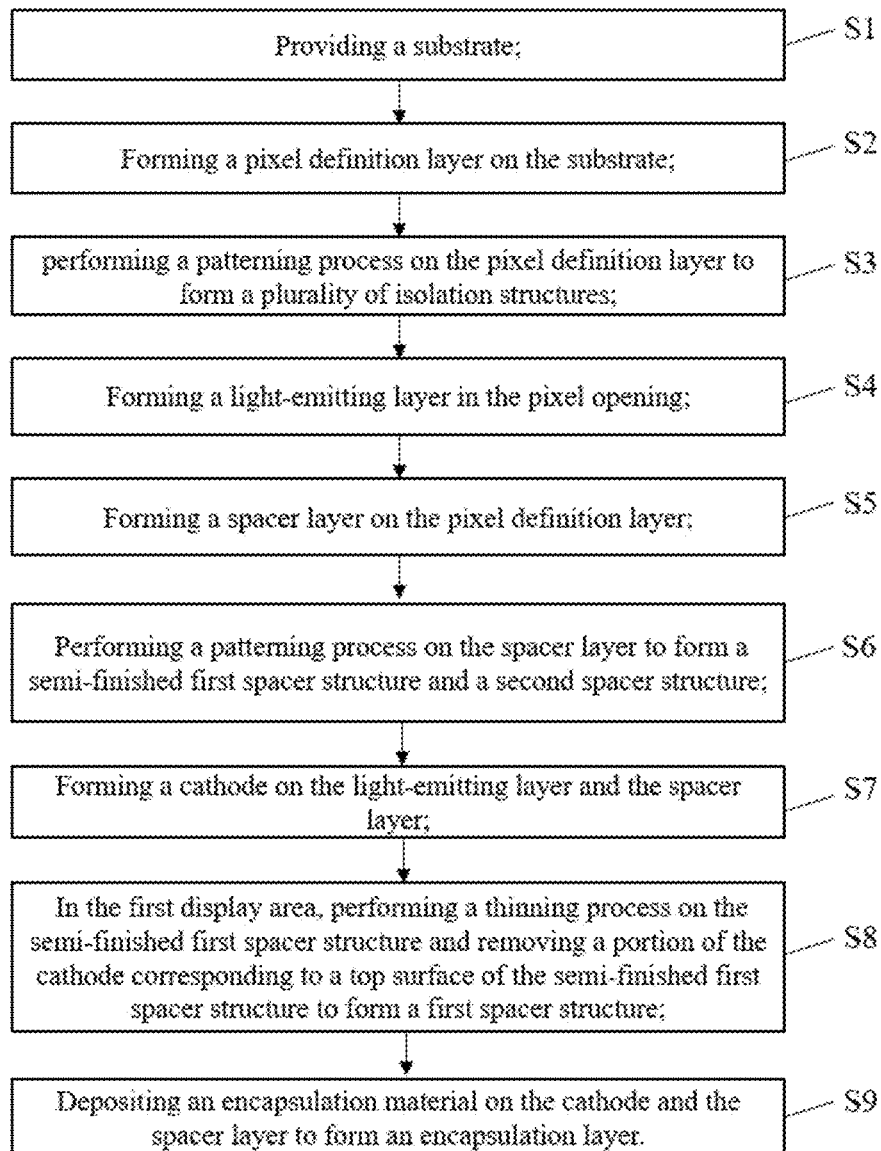 Providing a substrate;
S1
Forming a pixel definition layer on the substrate;
S2
performing a patterning process on the pixel definition layer to
form a plurality of isolation structures;
S3
Forming a light-emitting layer in the pixel opening;
S4
Forming a spacer layer on the pixel definition layer;
S5
Performing a patterning process on the spacer layer to form a
semi-finished first spacer structure and a second spacer structure;
S6
Forming a cathode on the light-emitting layer and the spacer
layer;
S7
In the first display area, performing a thinning process on the
semi-finished first spacer structure and removing a portion of the
cathode corresponding to a top surface of the semi-finished first
spacer structure to form a first spacer structure;
S8
Depositing an encapsulation material on the cathode and the
spacer layer to form an encapsulation layer.
S9